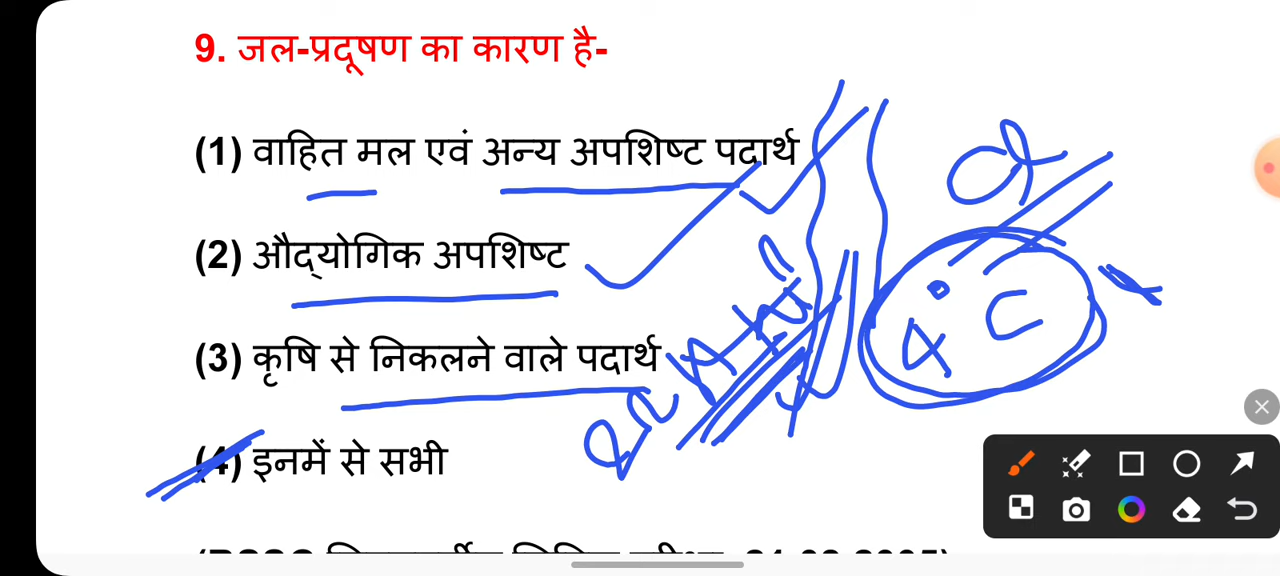 9. जल-प्रदूषण का कारण है-
(1) वाहित मल एवं अन्य अपशिष्ट पदार्थ
(2) औद्योगिक अपशिष्ट
(3) कृषि से निकलने वाले पदार्थ
4°C
(4) इनमें से सभी